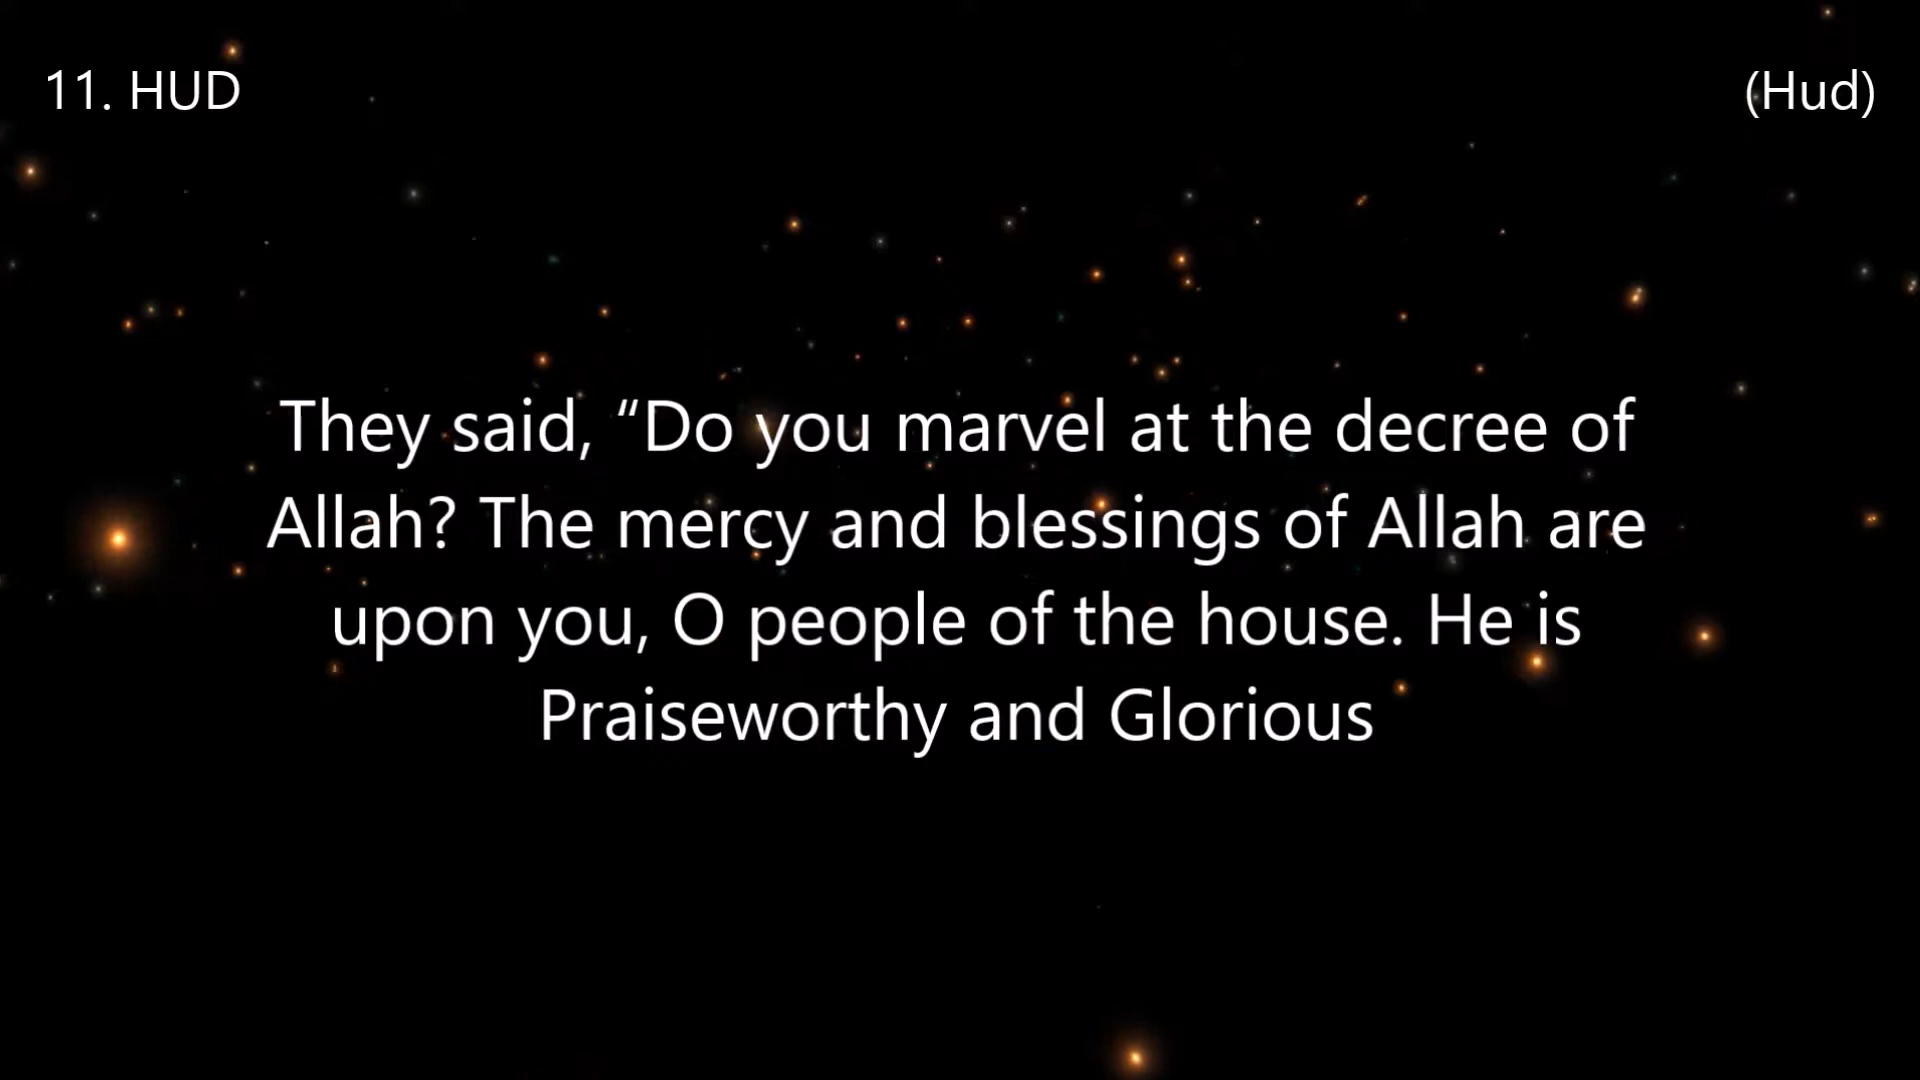 11. HUD
(Hud)
They said, “Do you marvel at the decree of
Allah? The mercy and blessings of Allah are
upon you, O people of the house. He is
Praiseworthy and Glorious